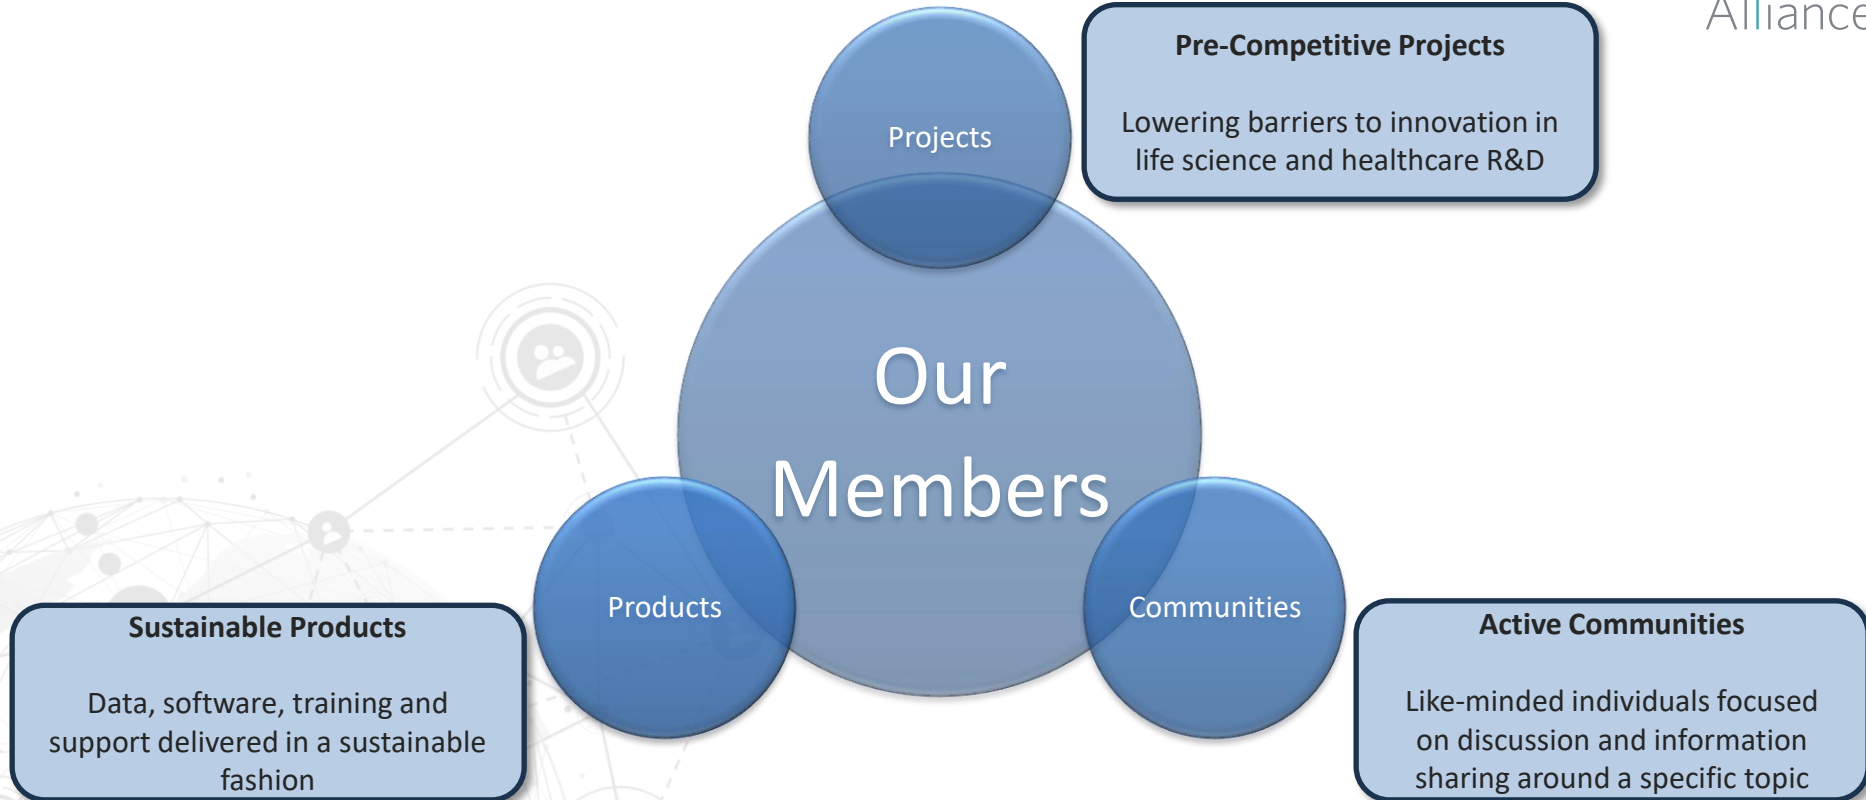 Alliance
Projects
Pre-Competitive Projects
Lowering barriers to innovation in
life science and healthcare R&D
Our
Members
Products
Communities
Sustainable Products
Data, software, training and
support delivered in a sustainable
fashion
Active Communities
Like-minded individuals focused
on discussion and information
sharing around a specific topic